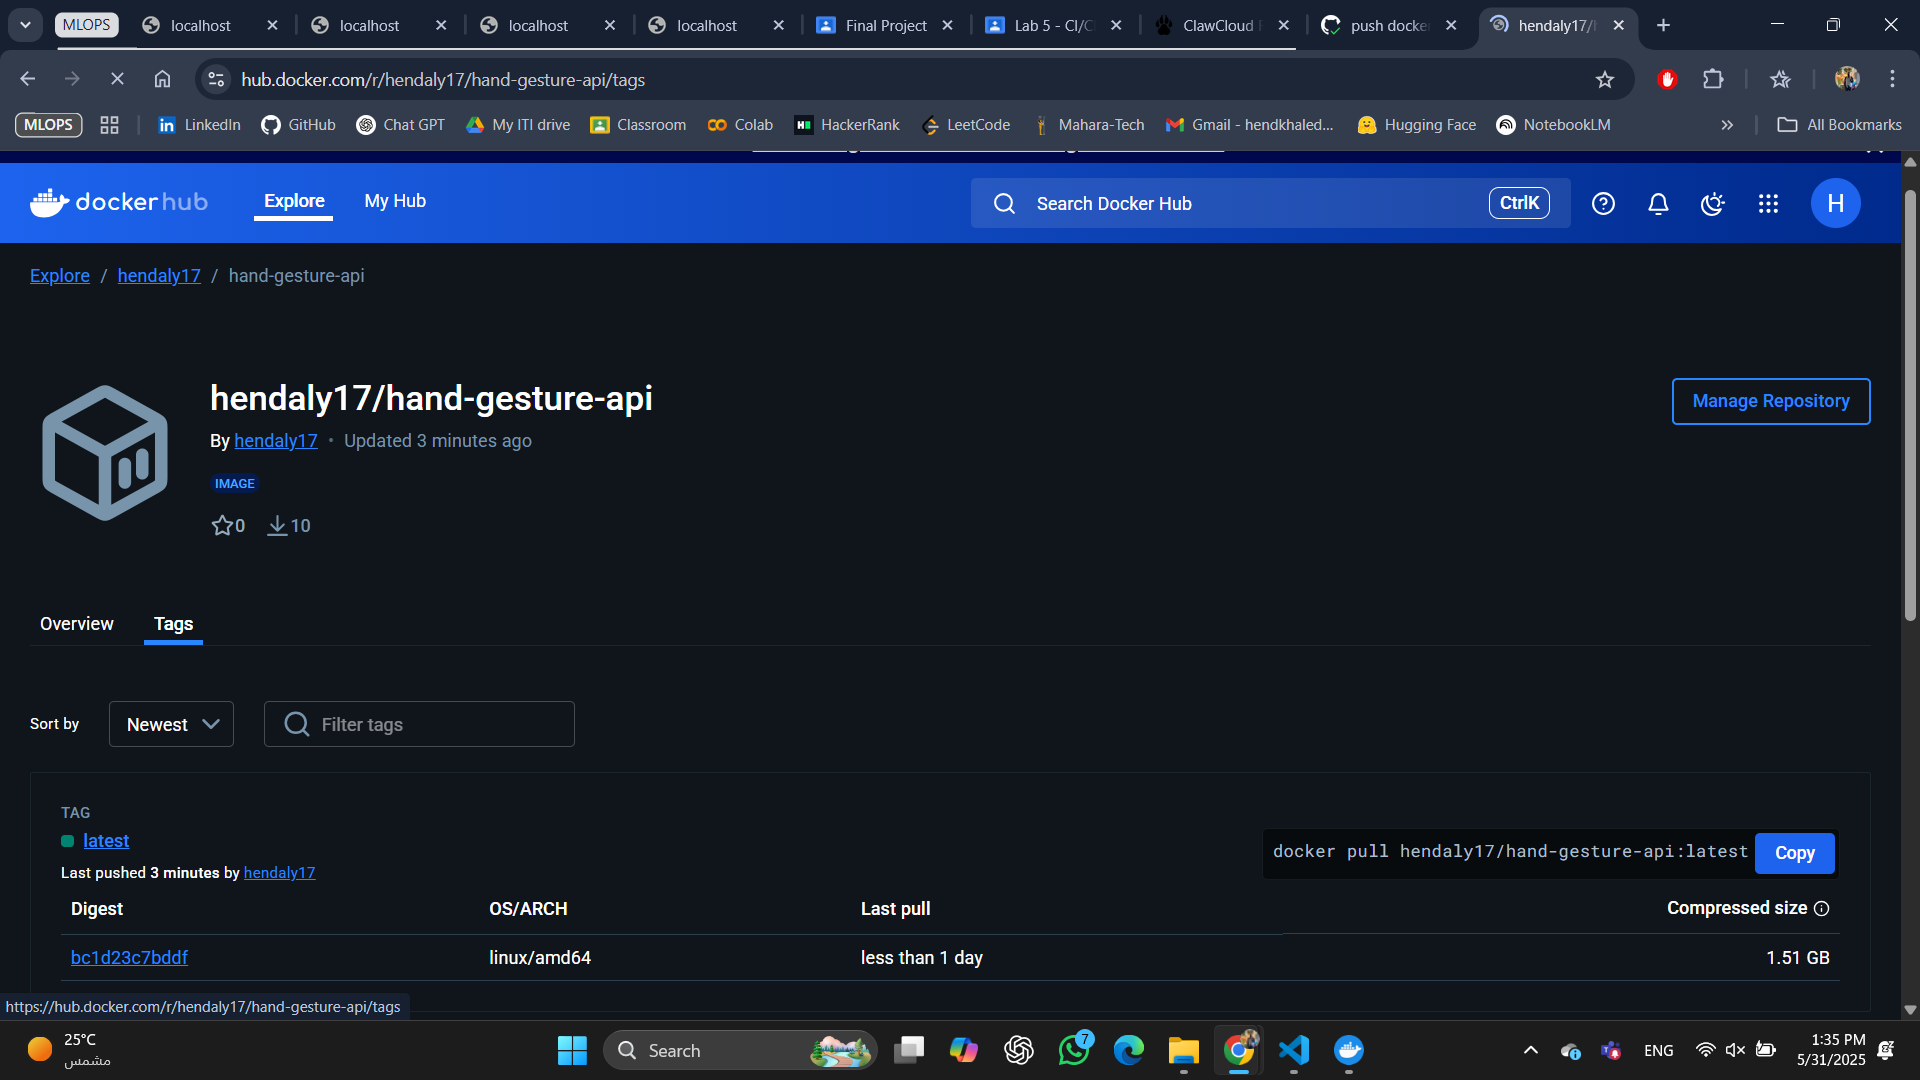 MLOPS
localhost
localhost
localhost
localhost
Final Project
Lab 5 - CI/C
ClawCloud
push docke
hendaly17/
hub.docker.com/r/hendaly17/hand-gesture-api/tags
MLOPS
LinkedIn
GitHub
Chat GPT
My ITI drive
Classroom
Colab
HackerRank
LeetCode
Mahara-Tech
Gmail - hendkhaled...
Hugging Face
NotebookLM
All Bookmarks
docker hub
Explore
My Hub
Search Docker Hub
CtrlK
H
Explore / hendaly17 / hand-gesture-api
hendaly17/hand-gesture-api
Manage Repository
By hendaly17 • Updated 3 minutes ago
IMAGE
0
10
Overview
Tags
Sort by
Newest
Filter tags
TAG
latest
docker pull hendaly17/hand-gesture-api:latest
Copy
Last pushed 3 minutes by hendaly17
Digest
OS/ARCH
Last pull
Compressed size
bc1d23c7bddf
linux/amd64
less than 1 day
1.51 GB
https://hub.docker.com/r/hendaly17/hand-gesture-api/tags
25°C
مشمس
Search
7
ENG
1:35 PM
5/31/2025